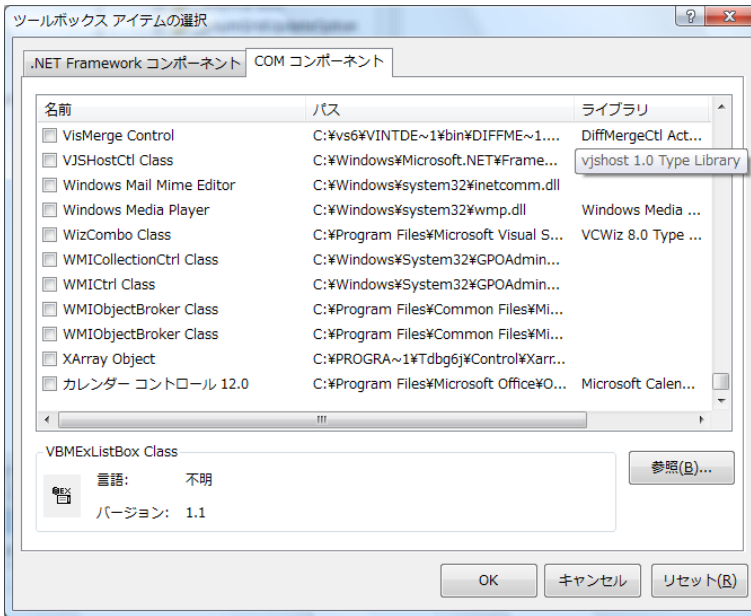 ツールボックス アイテムの選択
.NET Framework コンポーネント COM コンポーネント
名前 パス ライブラリ
VisMerge Control C:¥vs6¥VINTDE~1¥bin¥DIFFME~1.... DiffMergeCtl Act...
VJSHostCtl Class C:¥Windows¥Microsoft.NET¥Frame... vjshost 1.0 Type Library
Windows Mail Mime Editor C:¥Windows¥system32¥inetcomm.dll
Windows Media Player C:¥Windows¥system32¥wmp.dll Windows Media ...
WizCombo Class C:¥Program Files¥Microsoft Visual S... VCWiz 8.0 Type ...
WMICollectionCtrl Class C:¥Windows¥System32¥GPOAdmin...
WMICtrl Class C:¥Windows¥System32¥GPOAdmin...
WMIObjectBroker Class C:¥Program Files¥Common Files¥Mi...
WMIObjectBroker Class C:¥Program Files¥Common Files¥Mi...
XArray Object C:¥PROGRA~1¥Tdbg6j¥Control¥Xarr...
カレンダー コントロール 12.0 C:¥Program Files¥Microsoft Office¥O... Microsoft Calen...
VBMExListBox Class
参照(B)...
言語: 不明
バージョン: 1.1
OK キャンセル リセット(R)